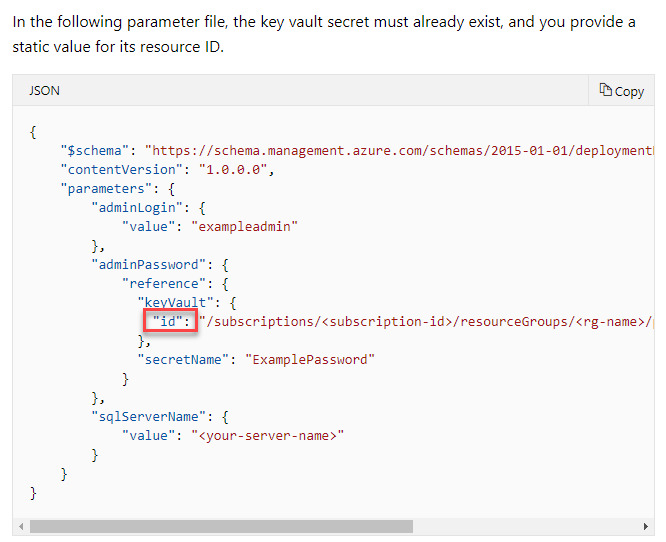 In the following parameter file, the key vault secret must already exist, and you provide a
static value for its resource ID.
JSON
Copy
{
"$schema": "https://schema.management.azure.com/schemas/2015-01-01/deployment
"contentVersion": "1.0.0.0",
"parameters": {
"adminLogin": {
"value": "exampleadmin"
},
"adminPassword": {
"reference": {
"keyVault": {
"id": "/subscriptions/<subscription-id>/resourceGroups/<rg-name>/
},
"secretName": "ExamplePassword"
}
},
"sqlServerName": {
"value": "<your-server-name>"
}
}
}